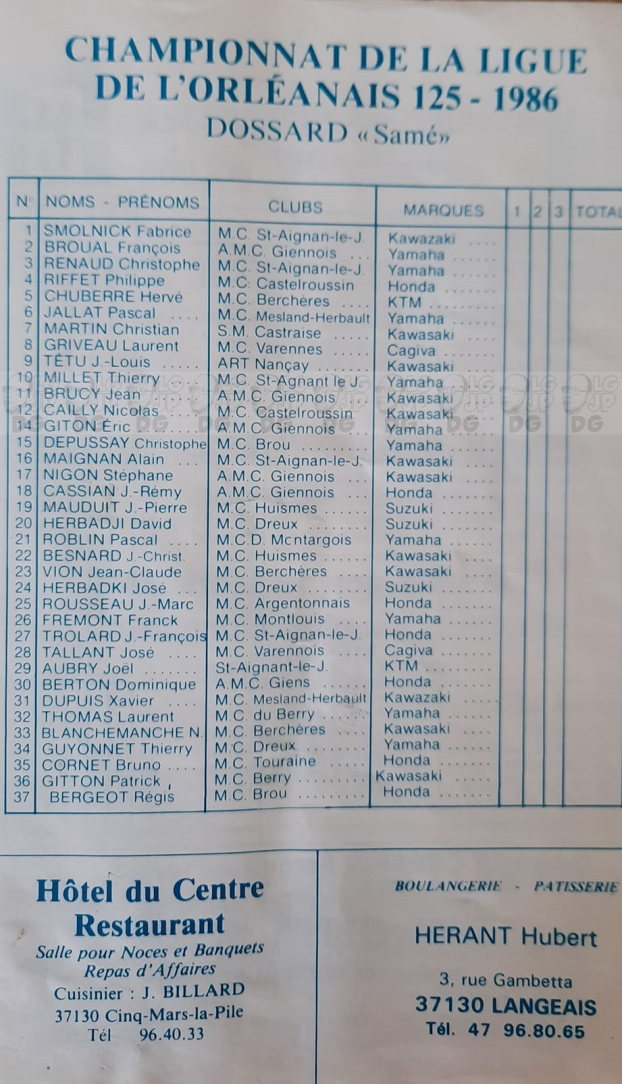 CHAMPIONNAT DE LA LIGUE
DE L'ORLÉANAIS 125 - 1986
DOSSARD «Samé»
N° NOMS - PRÉNOMS CLUBS MARQUES 1 2 3 TOTAL
1 SMOLNICK Fabrice M.C. St-Aignan-le-J. Kawazaki ....
2 BROUAL François A.M.C. Giennois ... Yamaha ......
3 RENAUD Christophe M.C. St-Aignan-le-J. Yamaha ......
4 RIFFET Philippe M.C. Castelroussin Honda .......
5 CHUBERRE Hervé M.C. Berchères .... KTM ........
6 JALLAT Pascal .... M.C. Mesland-Herbault Yamaha ......
7 MARTIN Christian S.M. Castraise .... Kawasaki ....
8 GRIVEAU Laurent M.C. Varennes .... Cagiva .......
9 TÊTU J.-Louis .... ART Nançay ...... Kawasaki ....
10 MILLET Thierry .... M.C. St-Agnant le J. Yamaha ......
11 BRUCY Jean .... A.M.C. Giennois ... Kawasaki ....
12 CAILLY Nicolas .. M.C. Castelroussin Kawasaki ....
14 GITON Éric .... A.M.C. Giennois ... Yamaha ......
15 DEPUSSAY Christophe M.C. Brou ......... Yamaha ......
16 MAIGNAN Alain ... M.C. St-Aignan-le-J. Kawasaki ....
17 NIGON Stéphane A.M.C. Giennois ... Kawasaki ....
18 CASSIAN J.-Rémy A.M.C. Giennois ... Honda .......
19 MAUDUIT J.-Pierre M.C. Huismes ..... Suzuki .......
20 HERBADJI David M.C. Dreux ....... Suzuki .......
21 ROBLIN Pascal .... M.C.D. Montargois Yamaha ......
22 BESNARD J.-Christ. M.C. Huismes .... Kawasaki ....
23 VION Jean-Claude M.C. Berchères .... Kawasaki ....
24 HERBADKI José ... M.C. Dreux ....... Suzuki .......
25 ROUSSEAU J.-Marc M.C. Argentonnais Honda .......
26 FREMONT Franck M.C. Montlouis .... Yamaha ......
27 TROLARD J.-François M.C. St-Aignan-le-J. Honda .......
28 TALLANT José .... M.C. Varennois ... Cagiva .......
29 AUBRY Joël ....... St-Aignant-le-J. KTM ........
30 BERTON Dominique A.M.C. Giens ..... Honda .......
31 DUPUIS Xavier .... M.C. Mesland-Herbault Kawazaki ....
32 THOMAS Laurent M.C. du Berry ..... Yamaha ......
33 BLANCHEMANCHE N. M.C. Berchères .... Kawasaki ....
34 GUYONNET Thierry M.C. Dreux ........ Yamaha ......
35 CORNET Bruno .... M.C. Touraine ..... Honda .......
36 GITTON Patrick M.C. Berry ........ Kawasaki .....
37 BERGEOT Régis M.C. Brou ......... Honda .......
Hôtel du Centre
Restaurant
Salle pour Noces et Banquets
Repas d'Affaires
Cuisinier : J. BILLARD
37130 Cinq-Mars-la-Pile
Tél 96.40.33
BOULANGERIE - PATISSERIE
HERANT Hubert
3, rue Gambetta
37130 LANGEAIS
Tél. 47 96.80.65